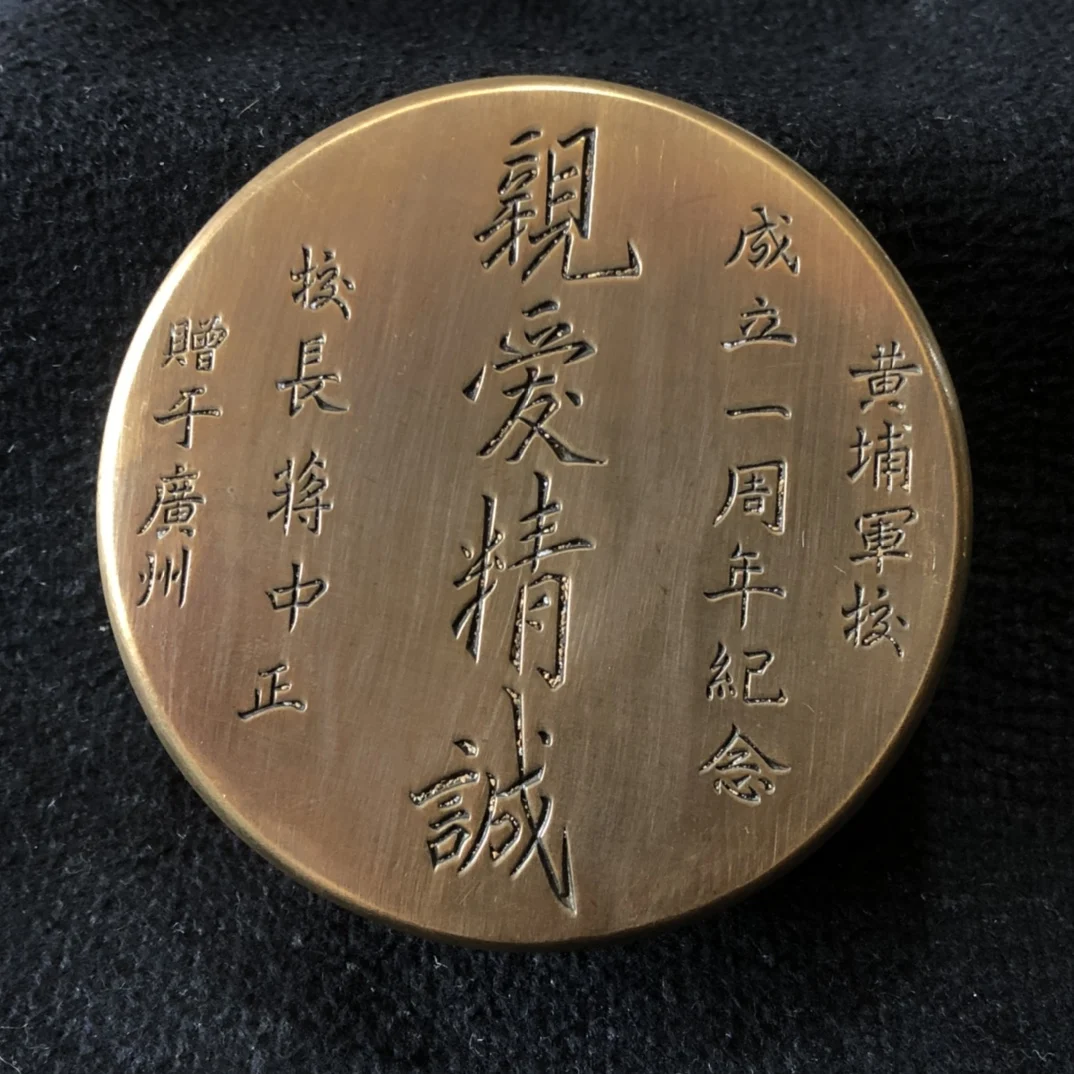 黄埔軍校
成立一周年紀念
親愛精誠
校長蔣中正
贈于廣州